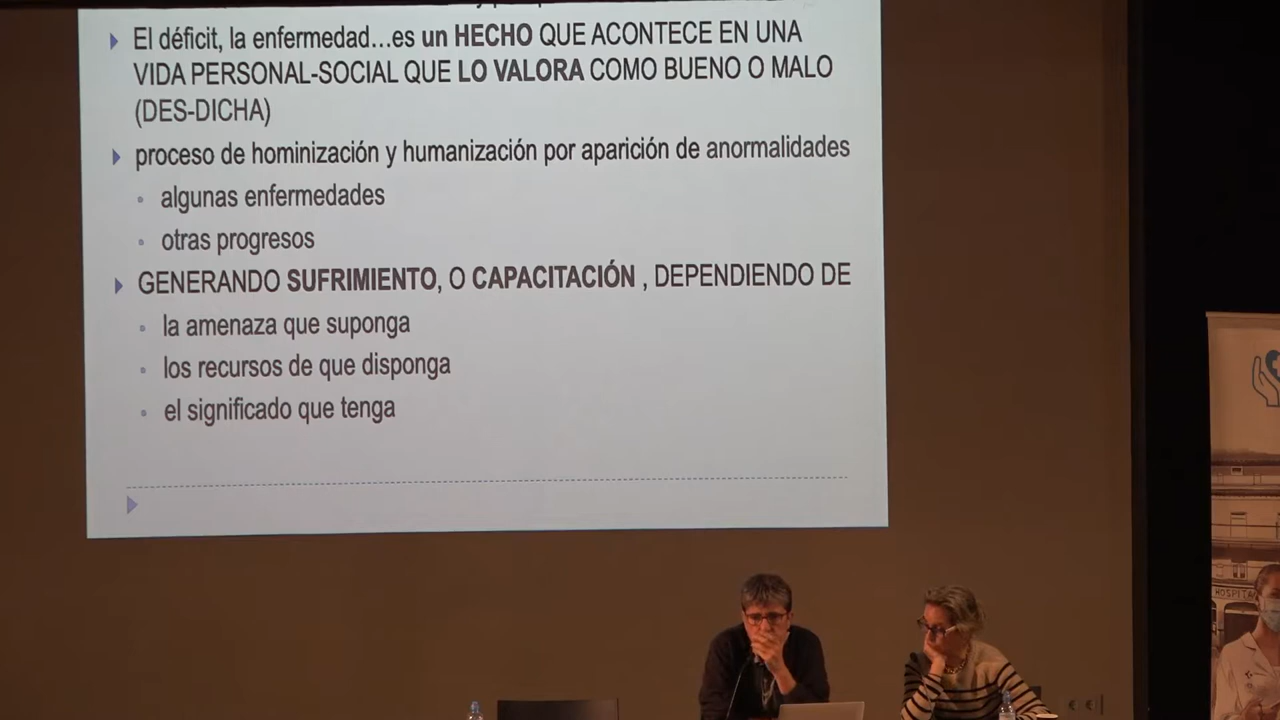 El déficit, la enfermedad...es un HECHO QUE ACONTECE EN UNA
VIDA PERSONAL-SOCIAL QUE LO VALORA COMO BUENO O MALO
(DES-DICHA)
proceso de hominización y humanización por aparición de anormalidades
algunas enfermedades
otras progresos
GENERANDO SUFRIMIENTO, O CAPACITACIÓN , DEPENDIENDO DE
la amenaza que suponga
los recursos de que disponga
el significado que tenga